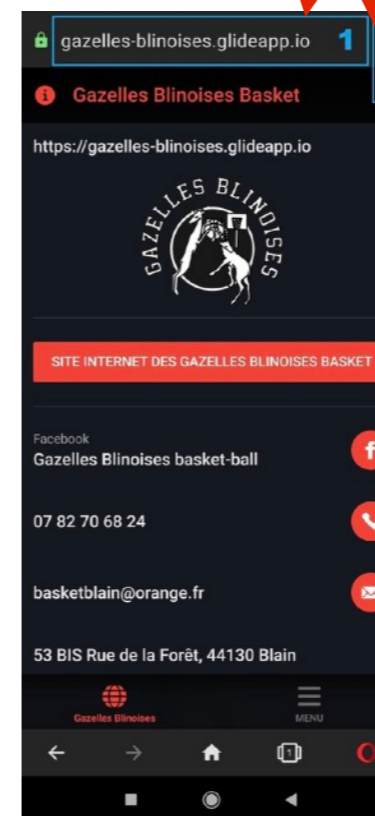 gazelles-blinoises.glideapp.io 1
i Gazelles Blinoises Basket
https://gazelles-blinoises.glideapp.io
GAZELLES BLINOISES
SITE INTERNET DES GAZELLES BLINOISES BASKET
Facebook
Gazelles Blinoises basket-ball
f
07 82 70 68 24
basketblain@orange.fr
53 BIS Rue de la Forêt, 44130 Blain
Gazelles Blinoises MENU
1